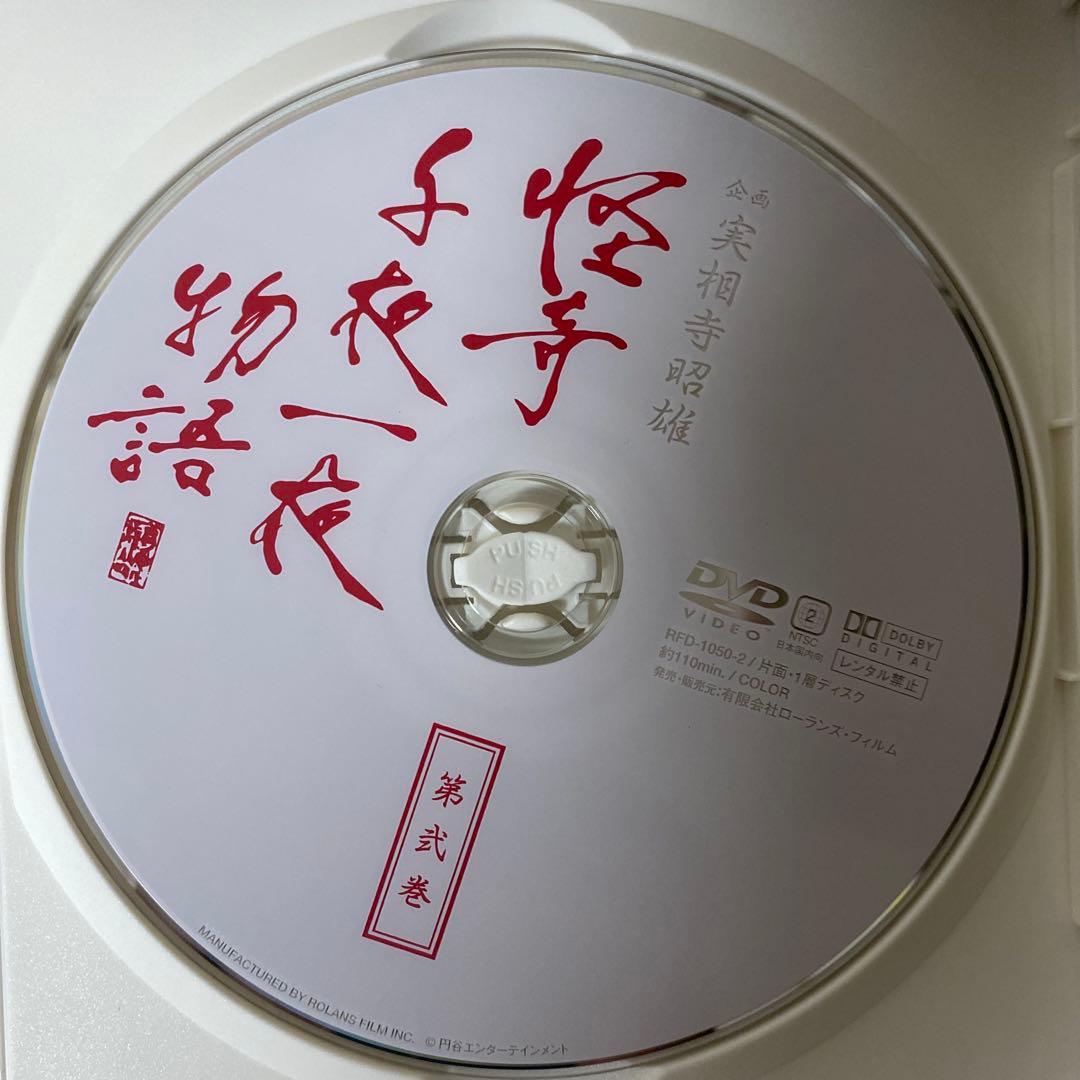 企画 実相寺昭雄
怪奇
千夜一夜
物語
PUSH
PUSH
DVD
VIDEO
2
NTSC
日本国内向
DOLBY
DIGITAL
レンタル禁止
RFD-1050-2 / 片面・1層ディスク
約110min. / COLOR
発売・販売元:有限会社ローランズ・フィルム
第弐巻
MANUFACTURED BY ROLANS FILM INC. © 円谷エンターテインメント